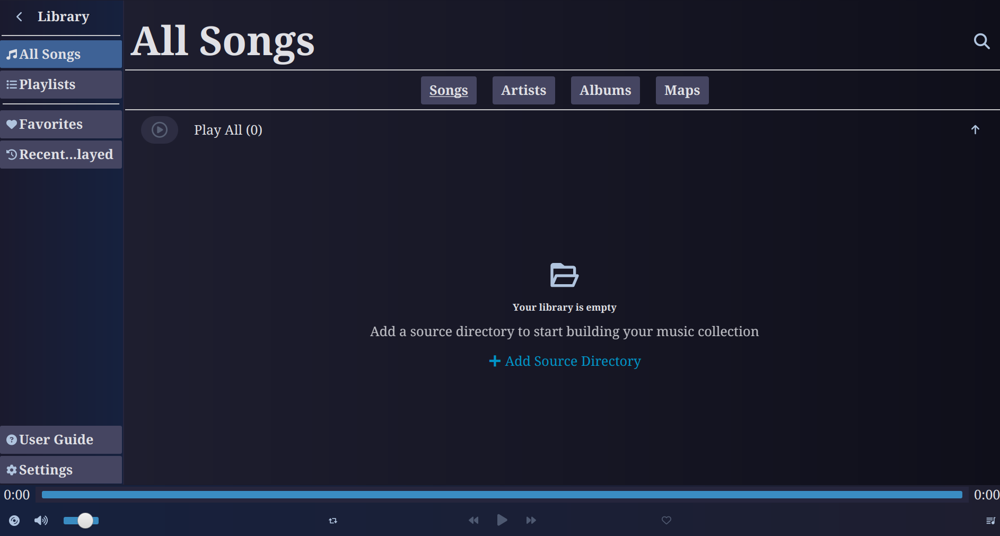 Library
All Songs
Playlists
Favorites
Recent...layed
User Guide
Settings
All Songs
Songs Artists Albums Maps
Play All (0)
Your library is empty
Add a source directory to start building your music collection
Add Source Directory
0:00 0:00